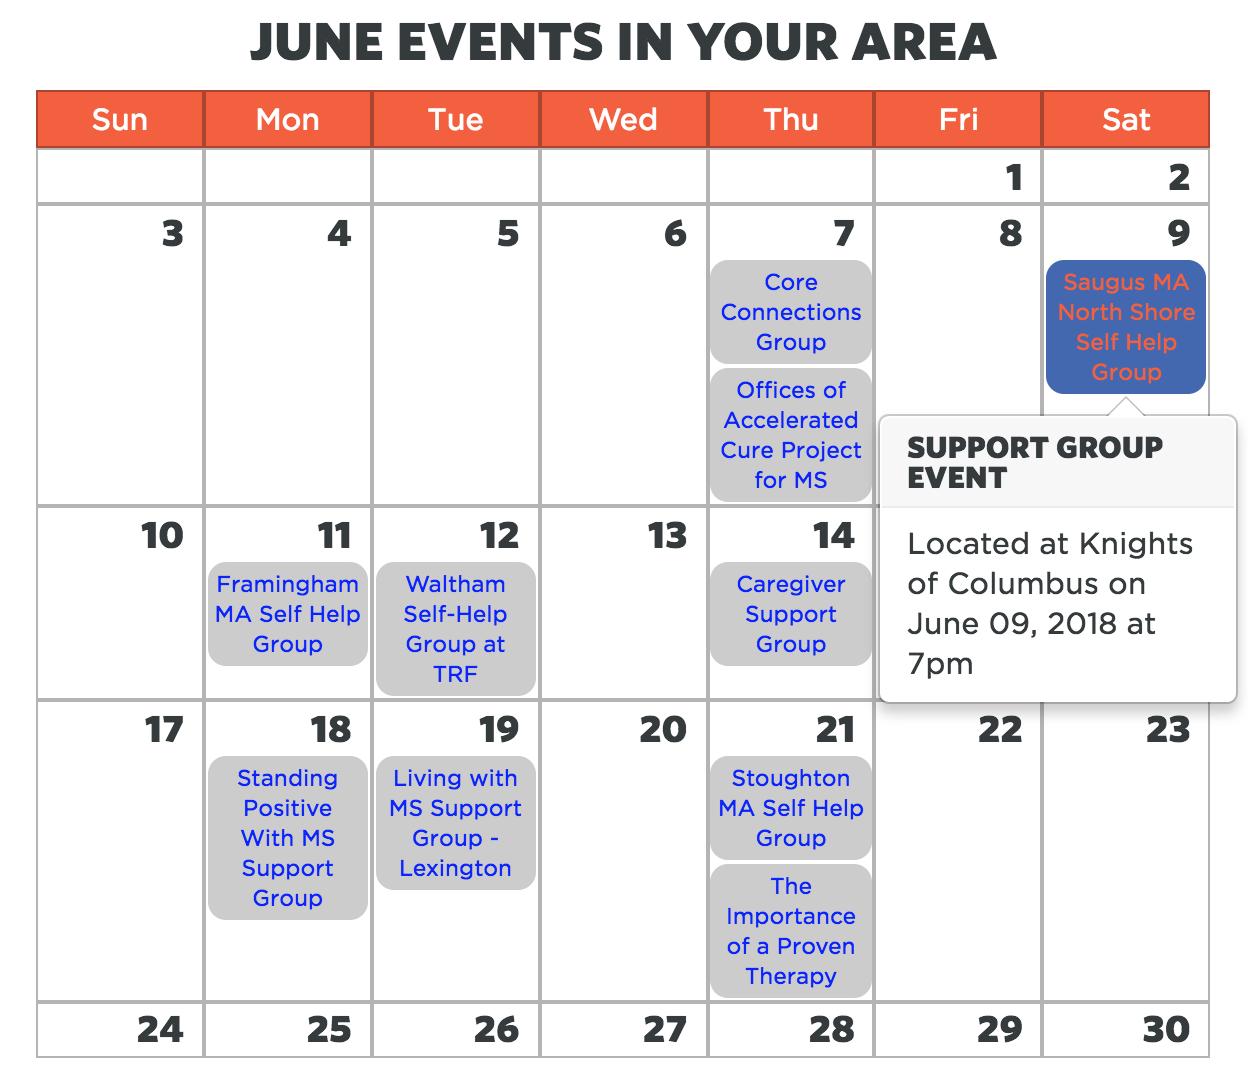 JUNE EVENTS IN YOUR AREA
Sun Mon Tue Wed Thu Fri Sat
1 2
3 4 5 6 7 8 9
Core
Connections
Group
Offices of
Accelerated
Cure Project
for MS
Saugus MA
North Shore
Self Help
Group
SUPPORT GROUP
EVENT
Located at Knights
of Columbus on
June 09, 2018 at
7pm
10 11 12 13 14
Framingham
MA Self Help
Group
Waltham
Self-Help
Group at
TRF
Caregiver
Support
Group
17 18 19 20 21 22 23
Standing
Positive
With MS
Support
Group
Living with
MS Support
Group -
Lexington
Stoughton
MA Self Help
Group
The
Importance
of a Proven
Therapy
24 25 26 27 28 29 30